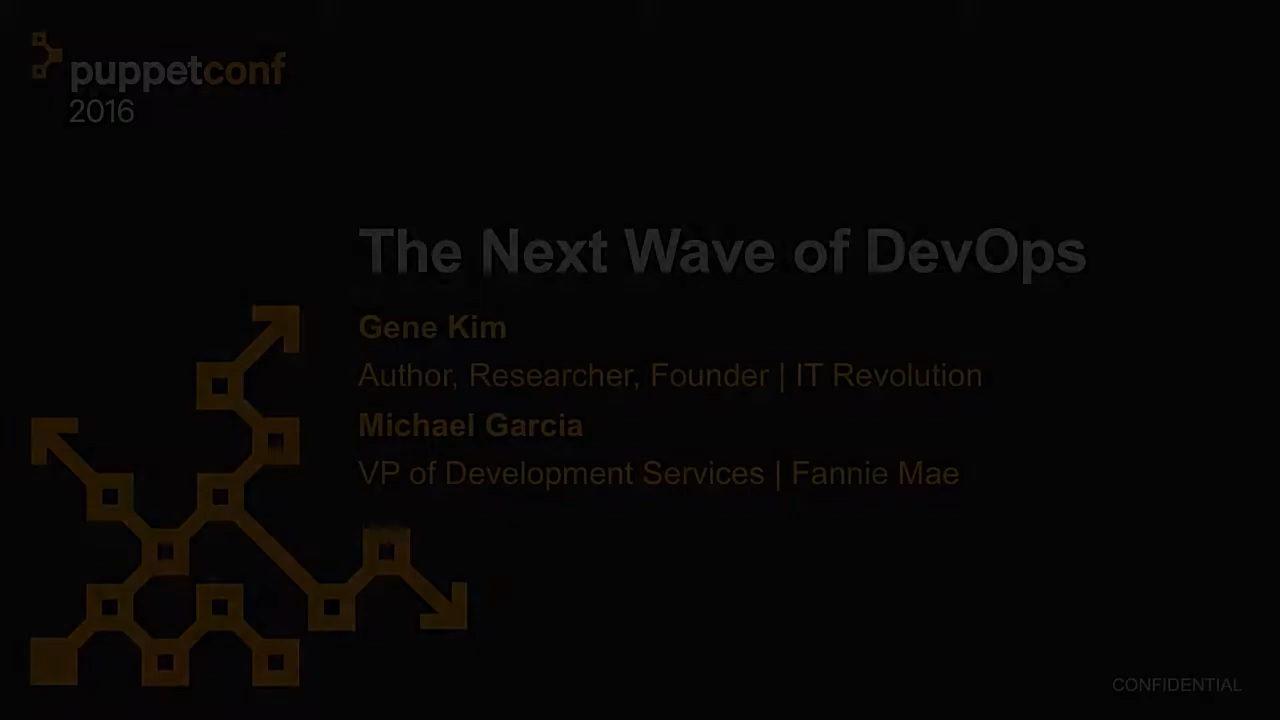 puppetconf
2016
The Next Wave of DevOps
Gene Kim
Author, Researcher, Founder | IT Revolution
Michael Garcia
VP of Development Services | Fannie Mae
CONFIDENTIAL